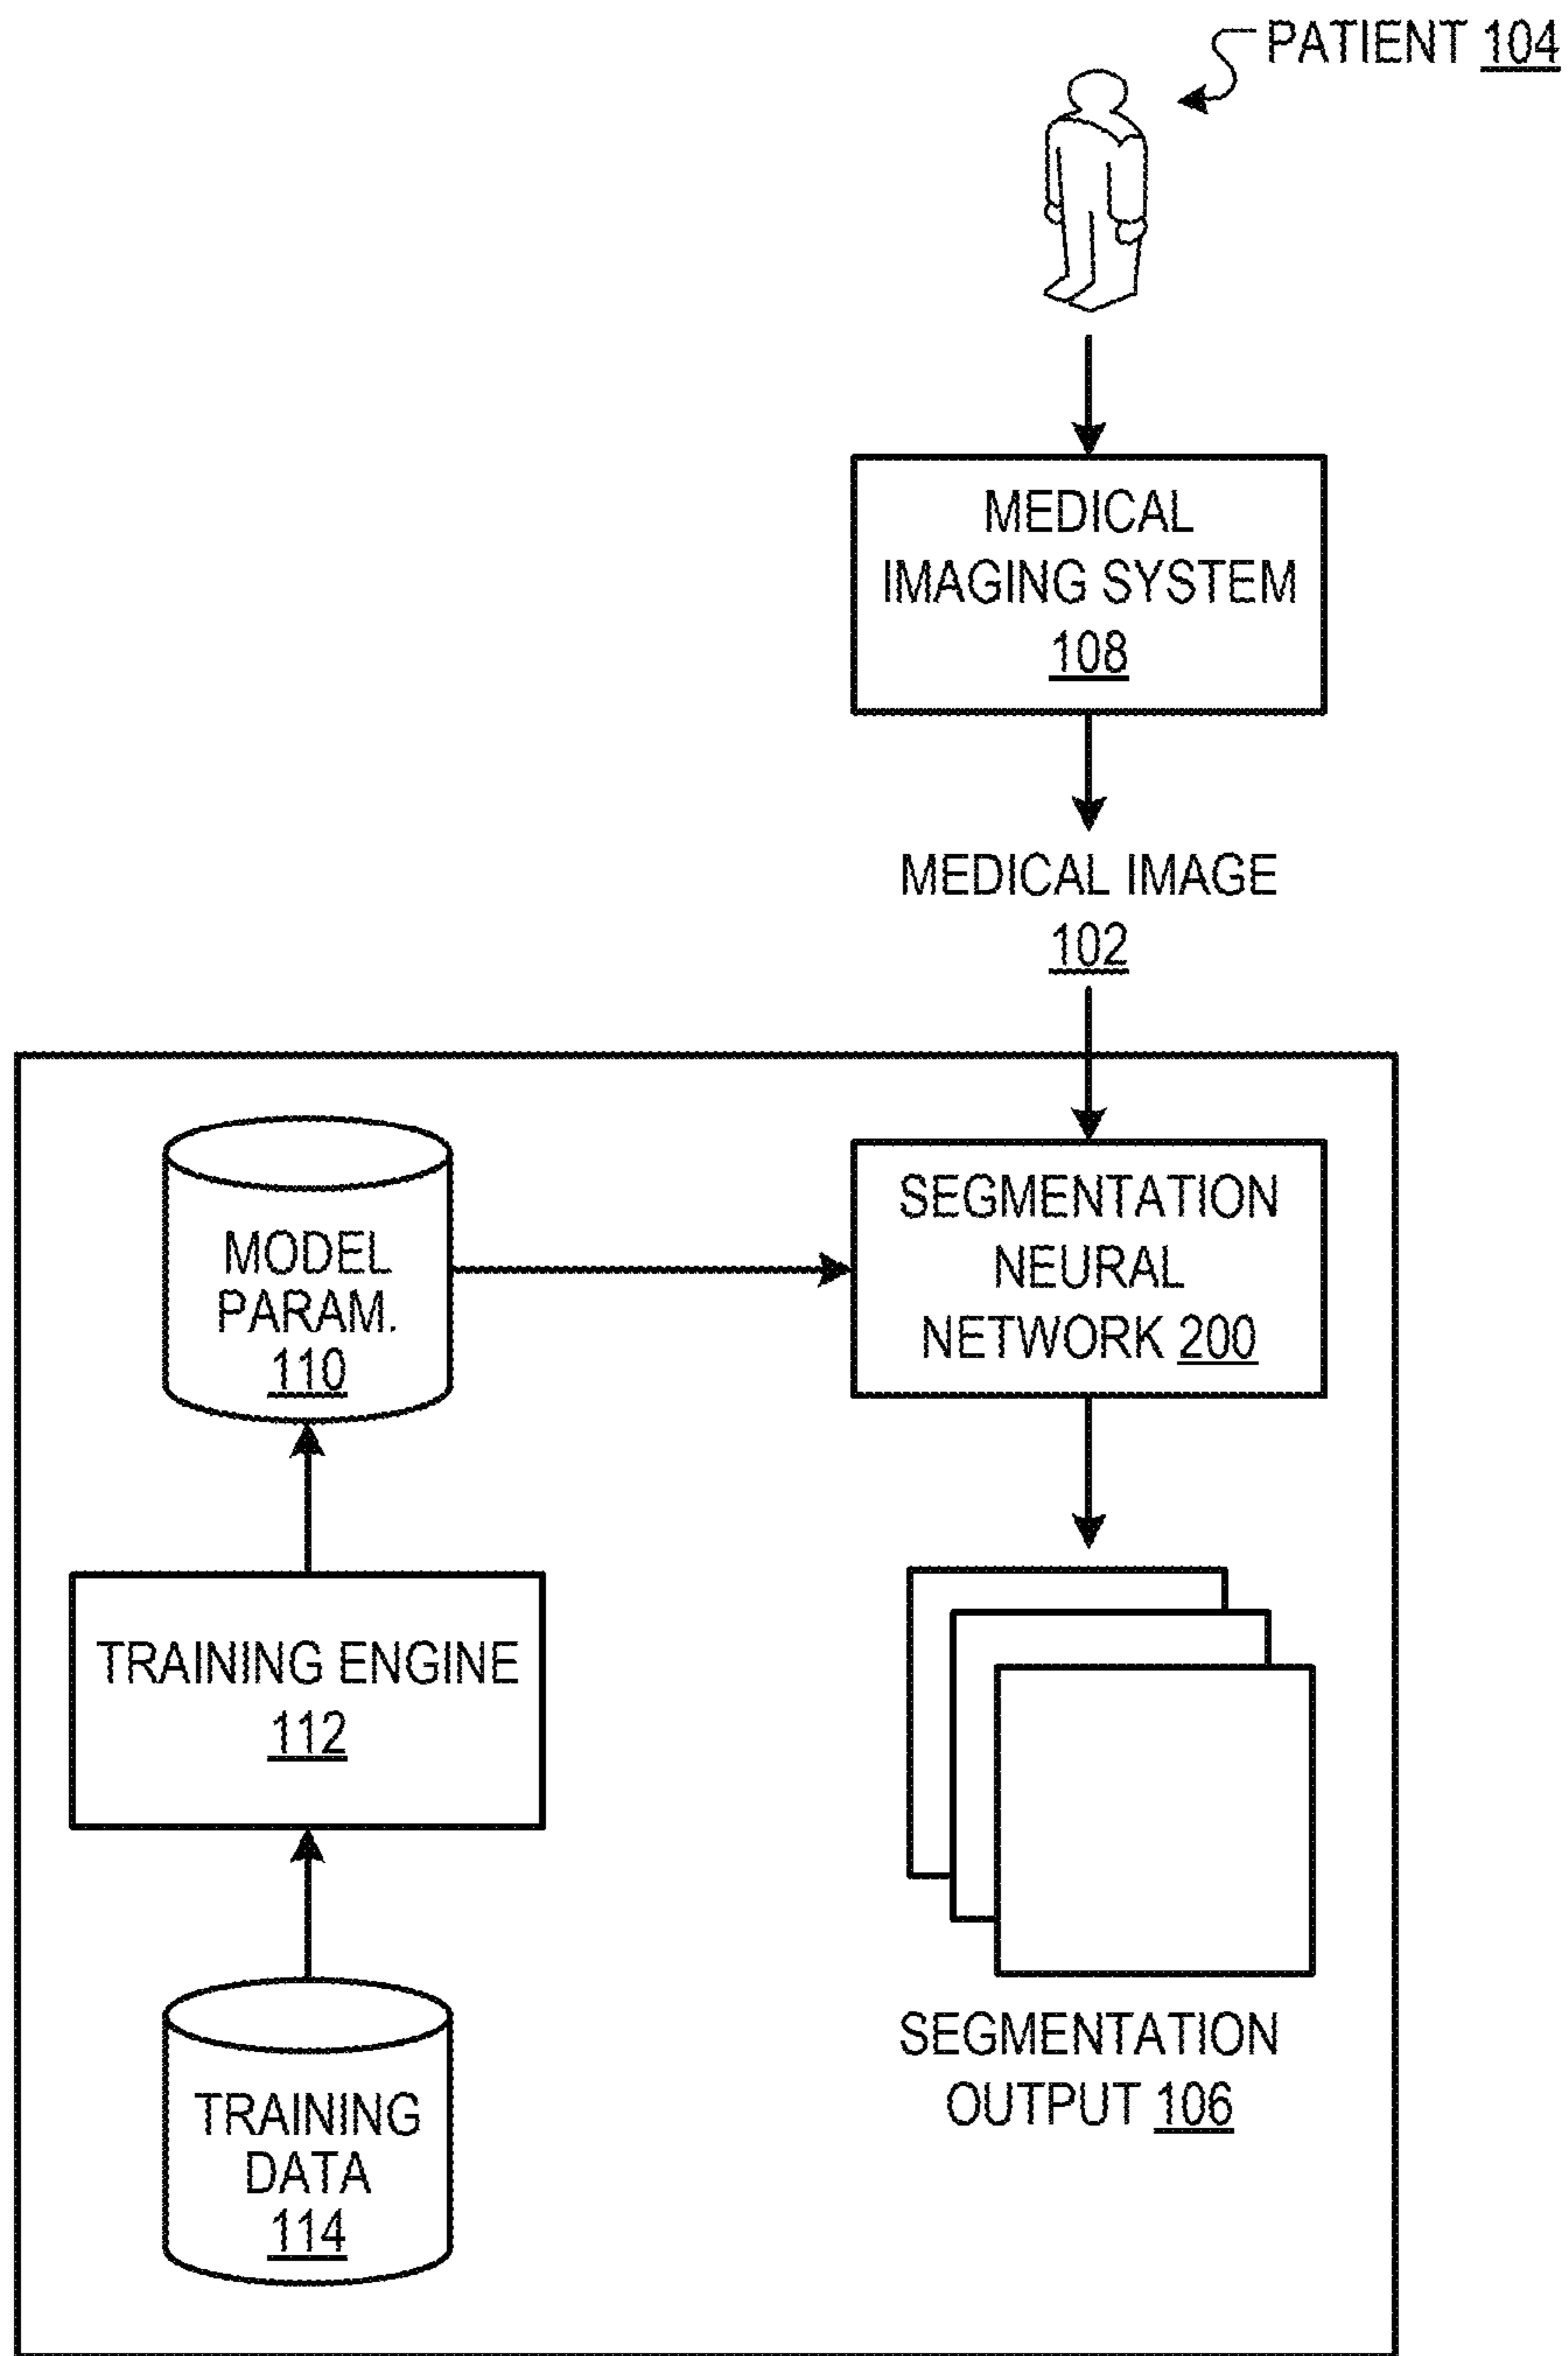 PATIENT 104
MEDICAL
IMAGING SYSTEM
108
MEDICAL IMAGE
102
MODEL
PARAM.
110
SEGMENTATION
NEURAL
NETWORK 200
TRAINING ENGINE
112
TRAINING
DATA
114
SEGMENTATION
OUTPUT 106